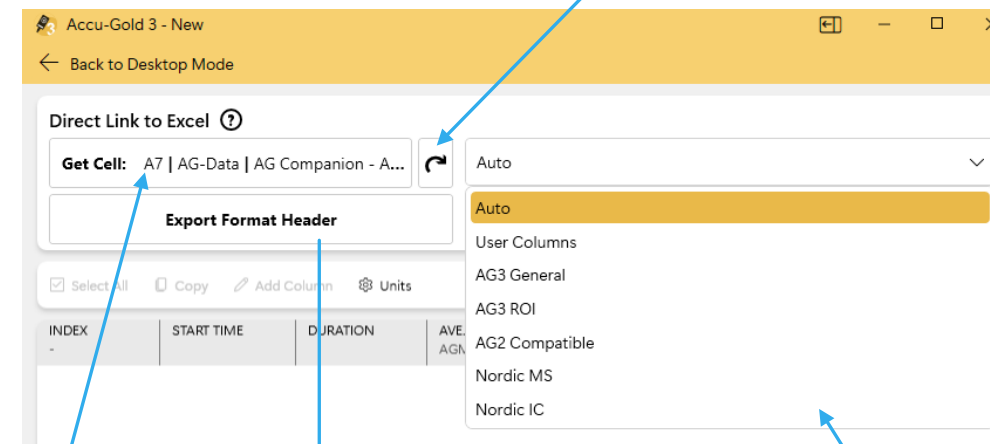 Accu-Gold 3 - New
Back to Desktop Mode
Direct Link to Excel
Get Cell: A7 | AG-Data | AG Companion - A...
Auto
Export Format Header
Auto
User Columns
AG3 General
AG3 ROI
AG2 Compatible
Nordic MS
Nordic IC
Select All Copy Add Column Units
INDEX START TIME DURATION AVE.
-